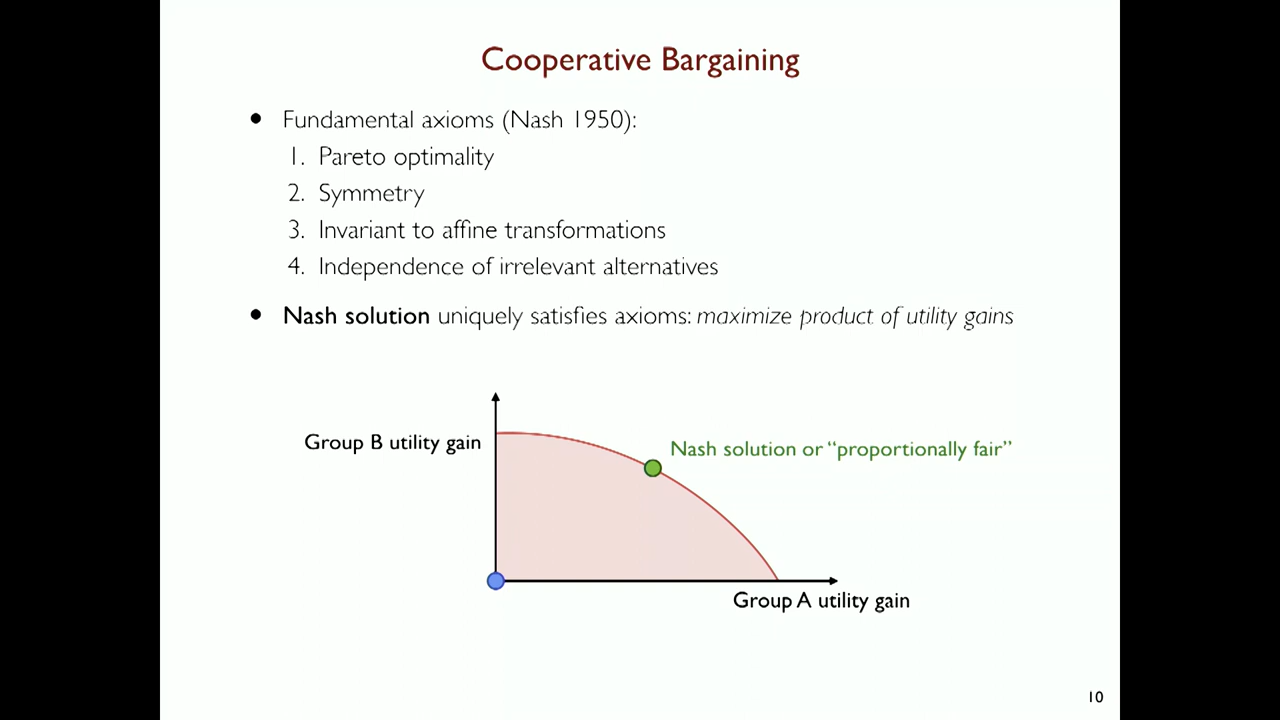 Cooperative Bargaining
• Fundamental axioms (Nash 1950):
1. Pareto optimality
2. Symmetry
3. Invariant to affine transformations
4. Independence of irrelevant alternatives
• Nash solution uniquely satisfies axioms: maximize product of utility gains
Group B utility gain
Nash solution or “proportionally fair”
Group A utility gain
10